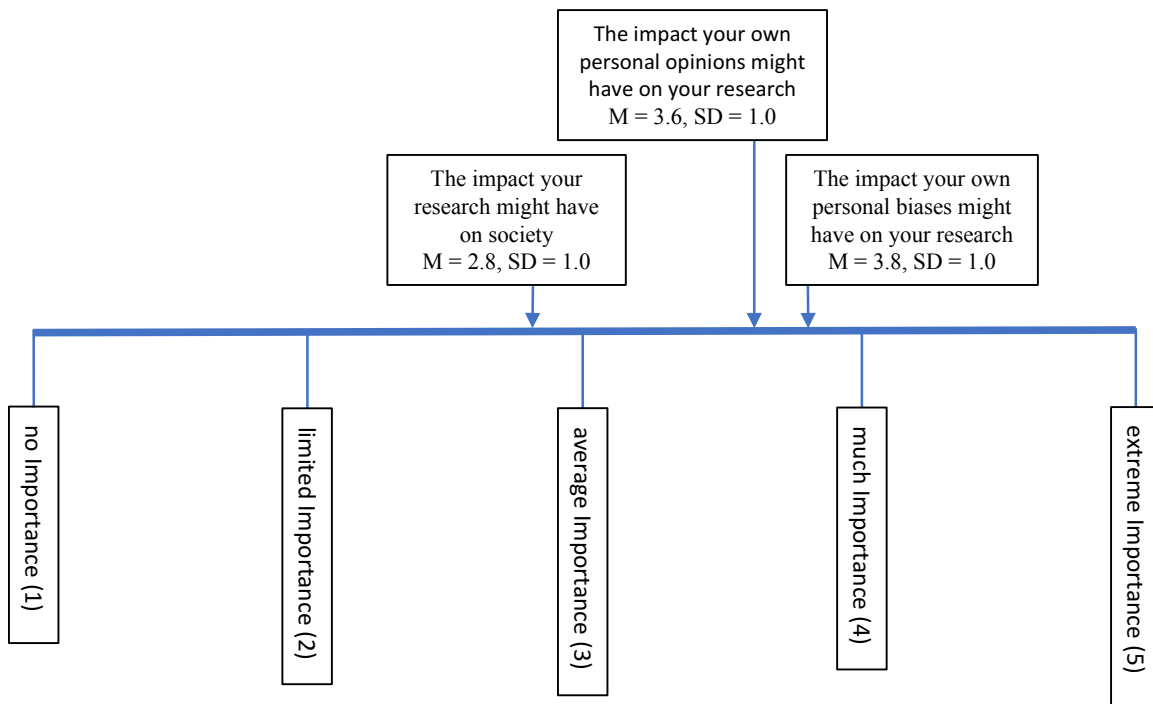 The impact your own
personal opinions might
have on your research
M = 3.6, SD = 1.0
The impact your
research might have
on society
M = 2.8, SD = 1.0
The impact your own
personal biases might
have on your research
M = 3.8, SD = 1.0
no Importance (1)
limited Importance (2)
average Importance (3)
much Importance (4)
extreme Importance (5)